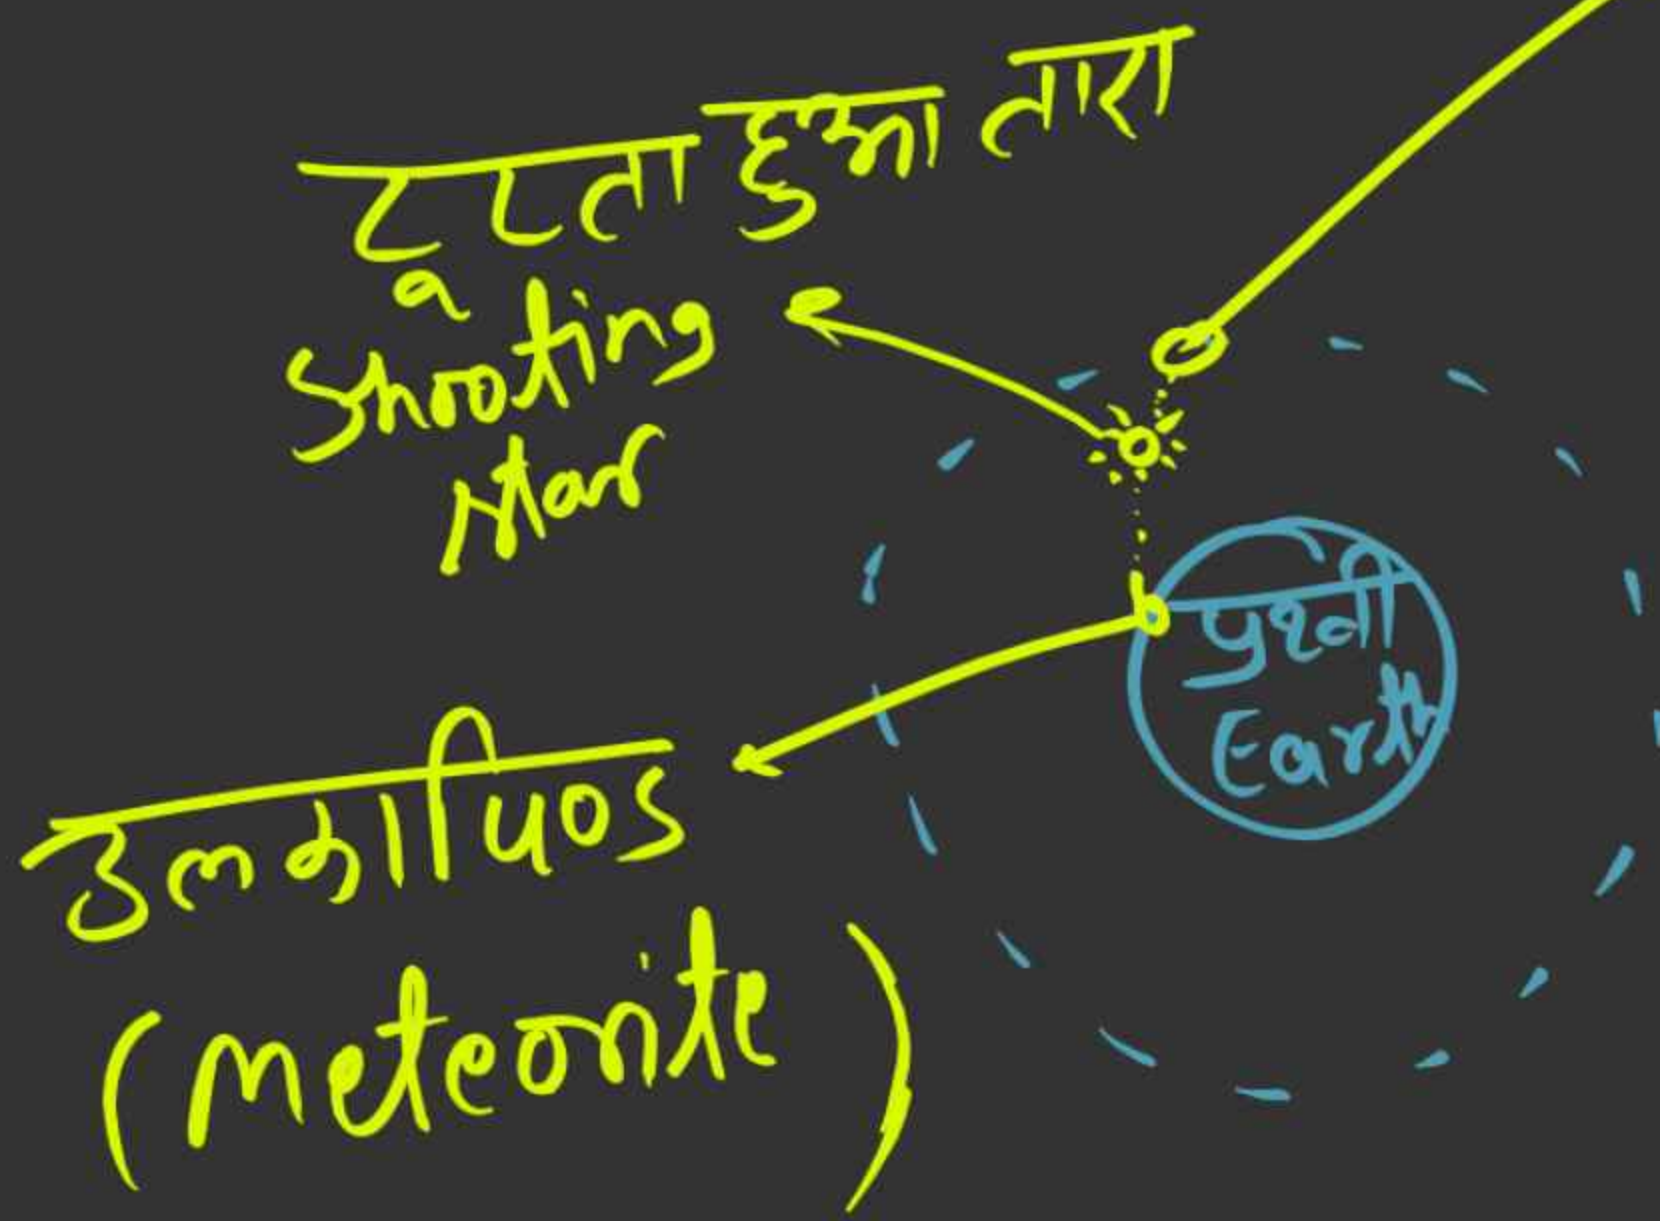 टूटता हुआ तारा
Shooting
star
पृथ्वी
Earth
उल्कापिण्ड
(meteorite)